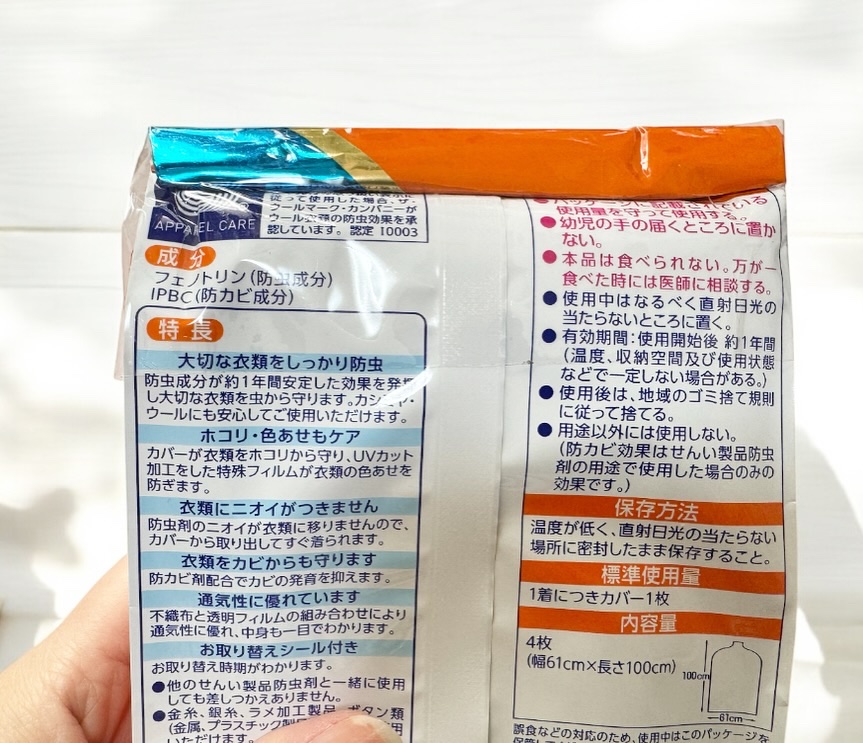 APPAREL CARE
従って使用した場合、ザ・
ウールマーク・カンパニーが
ウール衣類の防虫効果を承
認しています。 認定 10003
成分
フェノトリン(防虫成分)
IPBC(防カビ成分)
特長
大切な衣類をしっかり防虫
防虫成分が約1年間安定した効果を発揮
し大切な衣類を虫から守ります。カシミヤ・
ウールにも安心してご使用いただけます。
ホコリ・色あせもケア
カバーが衣類をホコリから守り、UVカット
加工をした特殊フィルムが衣類の色あせを
防ぎます。
衣類にニオイがつきません
防虫剤のニオイが衣類に移りませんので、
カバーから取り出してすぐ着られます。
衣類をカビからも守ります
防カビ剤配合でカビの発育を抑えます。
通気性に優れています
不織布と透明フィルムの組み合わせにより
通気性に優れ、中身も一目でわかります。
お取り替えシール付き
お取り替え時期がわかります。
●他のせんい製品防虫剤と一緒に使用
しても差しつかえありません。
●金糸、銀糸、ラメ加工製品、ボタン類
(金属、プラスチック製
いただけます。
●パッケージに記載されている
使用量を守って使用する。
●幼児の手の届くところに置か
ない。
●本品は食べられない。万が一
食べた時には医師に相談する。
●使用中はなるべく直射日光の
当たらないところに置く。
●有効期間:使用開始後 約1年間
(温度、収納空間及び使用状態
などで一定しない場合がある。)
●使用後は、地域のゴミ捨て規則
に従って捨てる。
●用途以外には使用しない。
(防カビ効果はせんい製品防虫
剤の用途で使用した場合のみの
効果です。)
保存方法
温度が低く、直射日光の当たらない
場所に密封したまま保存すること。
標準使用量
1着につきカバー1枚
内容量
4枚
(幅61cm×長さ100cm)
100cm
61cm
誤食などの対応のため、使用中はこのパッケージを